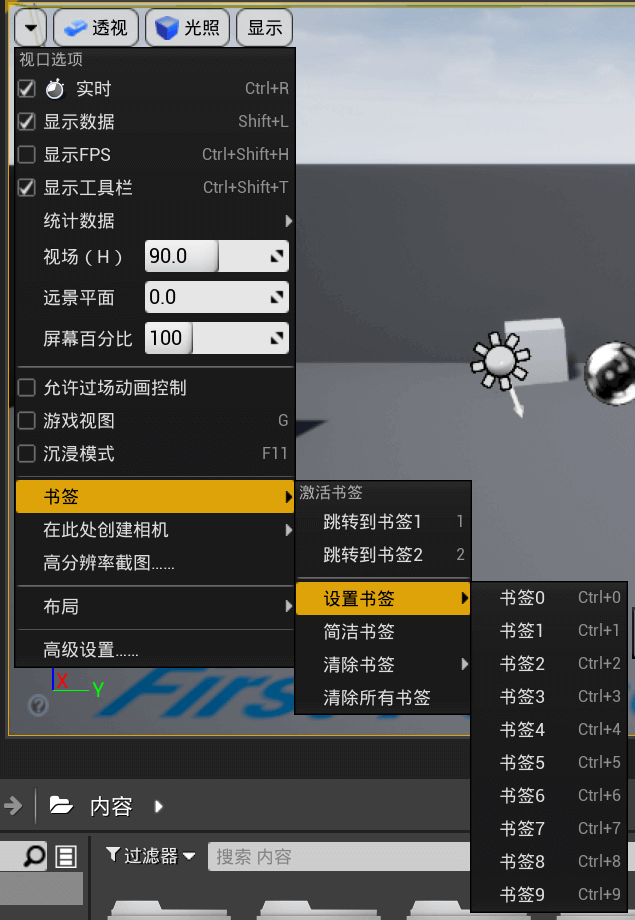 透视 光照 显示
视口选项
实时 Ctrl+R
显示数据 Shift+L
显示FPS Ctrl+Shift+H
显示工具栏 Ctrl+Shift+T
统计数据
视场（H） 90.0
远景平面 0.0
屏幕百分比 100
允许过场动画控制
游戏视图 G
沉浸模式 F11
书签
在此处创建相机
高分辨率截图......
布局
高级设置......
激活书签
跳转到书签1 1
跳转到书签2 2
设置书签
简洁书签
清除书签
清除所有书签
书签0 Ctrl+0
书签1 Ctrl+1
书签2 Ctrl+2
书签3 Ctrl+3
书签4 Ctrl+4
书签5 Ctrl+5
书签6 Ctrl+6
书签7 Ctrl+7
书签8 Ctrl+8
书签9 Ctrl+9
X Y
First
内容
过滤器 搜索 内容